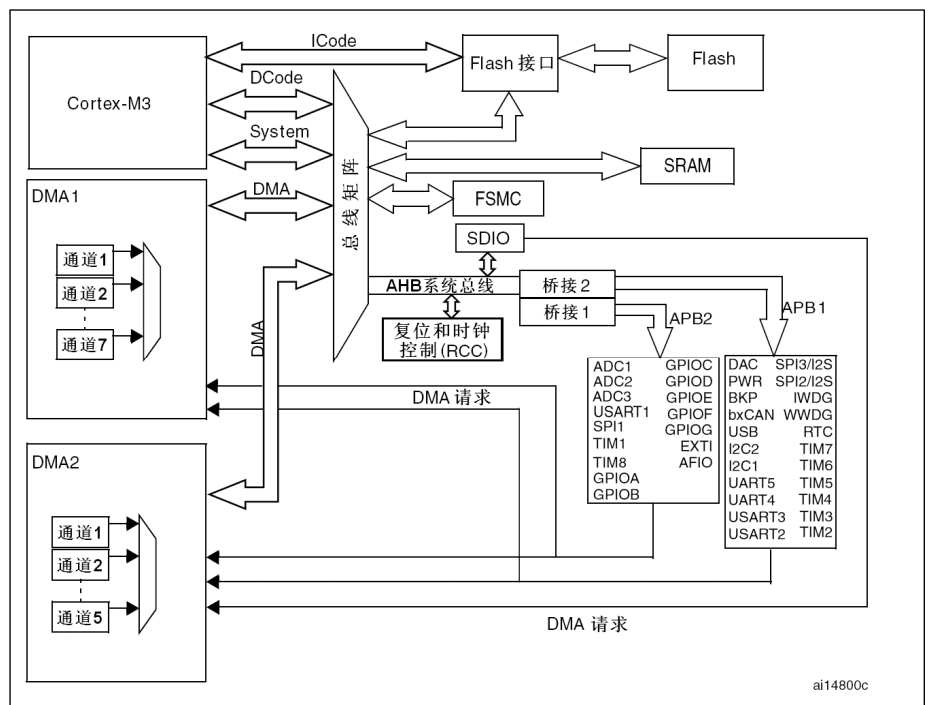 ICode
Flash 接口
Flash
DCode
Cortex-M3
System
SRAM
DMA1
DMA
总线矩阵
FSMC
SDIO
通道1
通道2
通道7
AHB系统总线
桥接2
桥接1
复位和时钟
控制(RCC)
DMA
APB2
APB1
ADC1 GPIOC
ADC2 GPIOD
ADC3 GPIOE
USART1 GPIOF
SPI1 GPIOG
TIM1 EXTI
TIM8 AFIO
GPIOA
GPIOB
DAC SPI3/I2S
PWR SPI2/I2S
BKP IWDG
bxCAN WWDG
USB RTC
I2C2 TIM7
I2C1 TIM6
UART5 TIM5
UART4 TIM4
USART3 TIM3
USART2 TIM2
DMA 请求
DMA2
通道1
通道2
通道5
DMA 请求
ai14800c